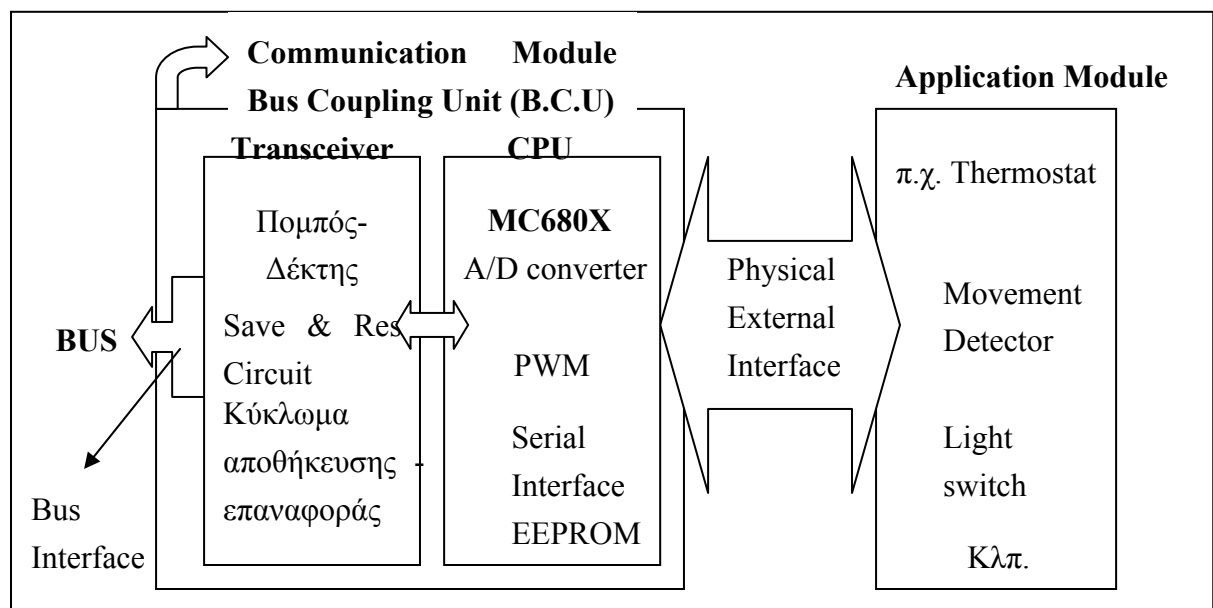 Communication Module
Bus Coupling Unit (B.C.U)
Transceiver
CPU
Application Module
BUS
Bus
Interface
Πομπός-
Δέκτης
Save & Res
Circuit
Κύκλωμα
αποθήκευσης -
επαναφοράς
MC680X
A/D converter
PWM
Serial
Interface
EEPROM
Physical
External
Interface
π.χ. Thermostat
Movement
Detector
Light
switch
Κλπ.